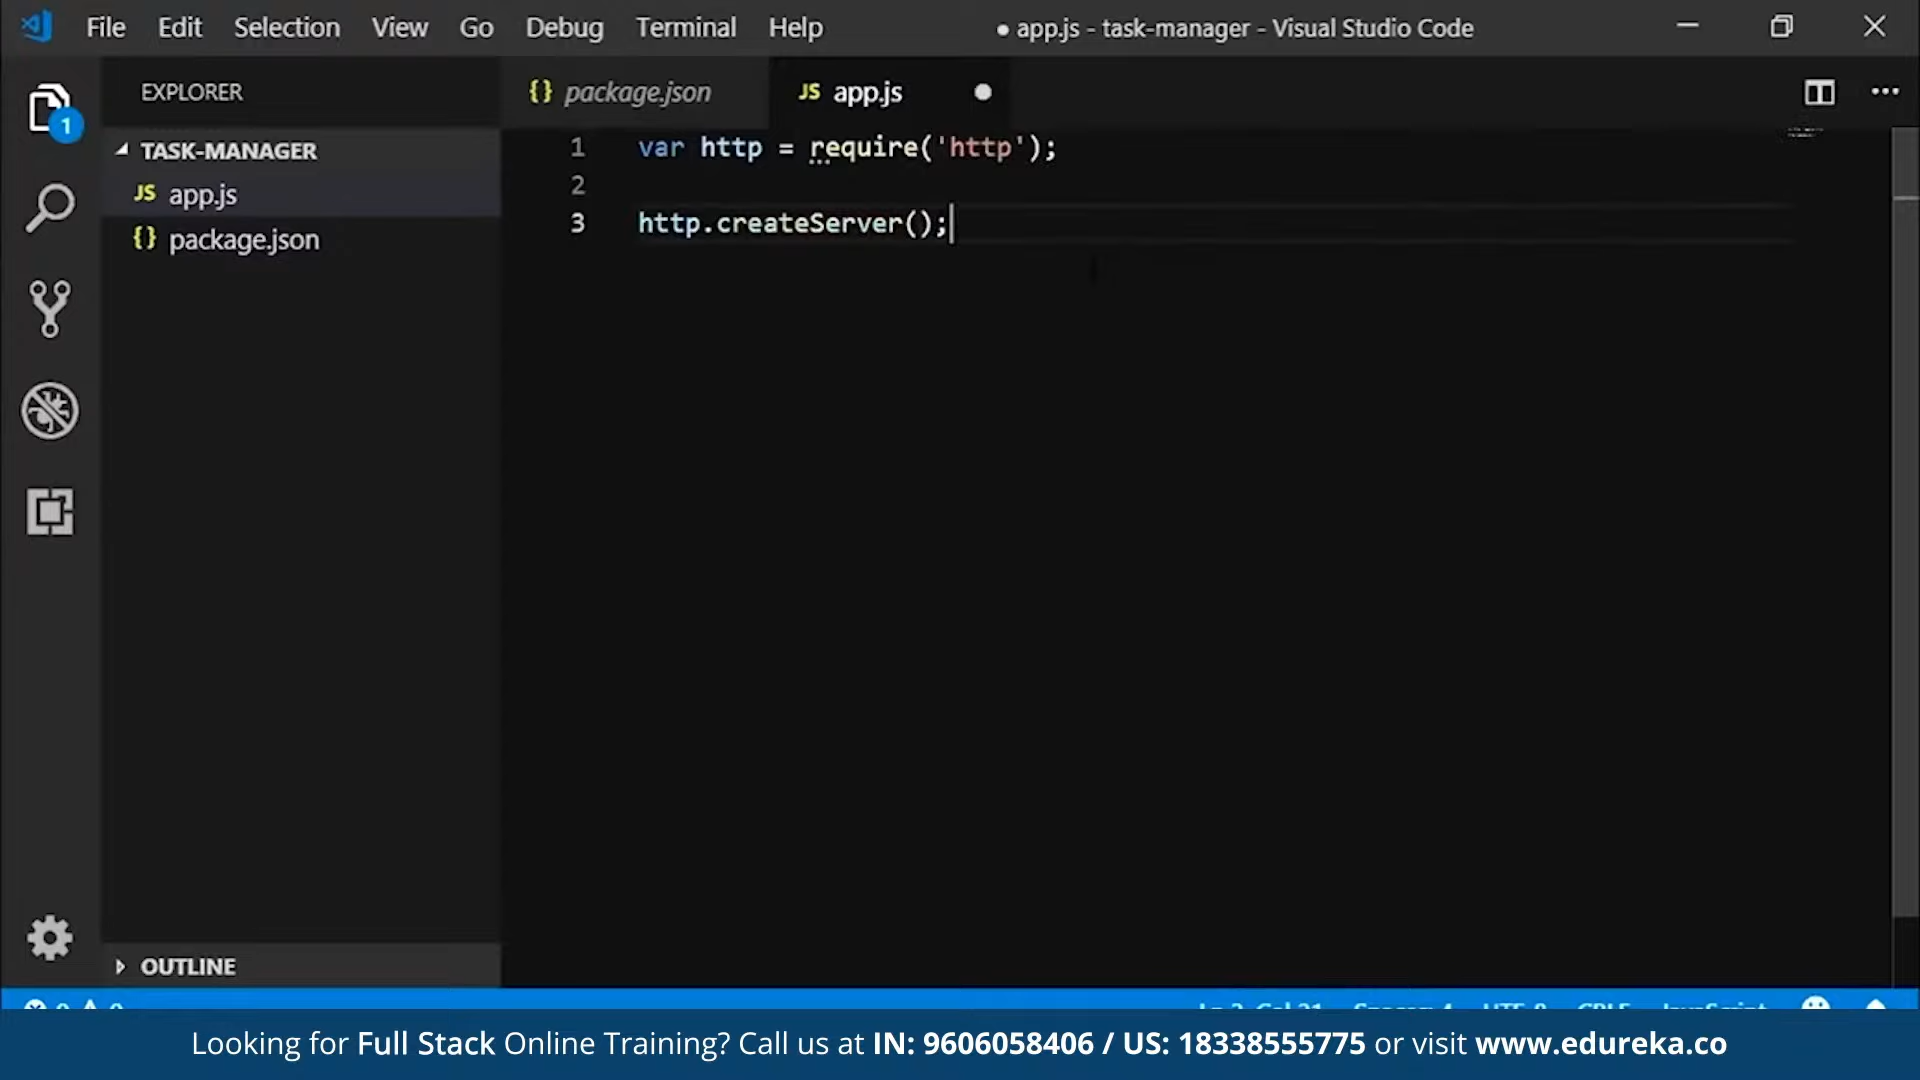 File Edit Selection View Go Debug Terminal Help ● app.js - task-manager - Visual Studio Code
EXPLORER
{} package.json JS app.js ●
1
TASK-MANAGER
JS app.js
{} package.json
1 var http = require('http');
2
3 http.createServer();
OUTLINE
Looking for Full Stack Online Training? Call us at IN: 9606058406 / US: 18338555775 or visit www.edureka.co